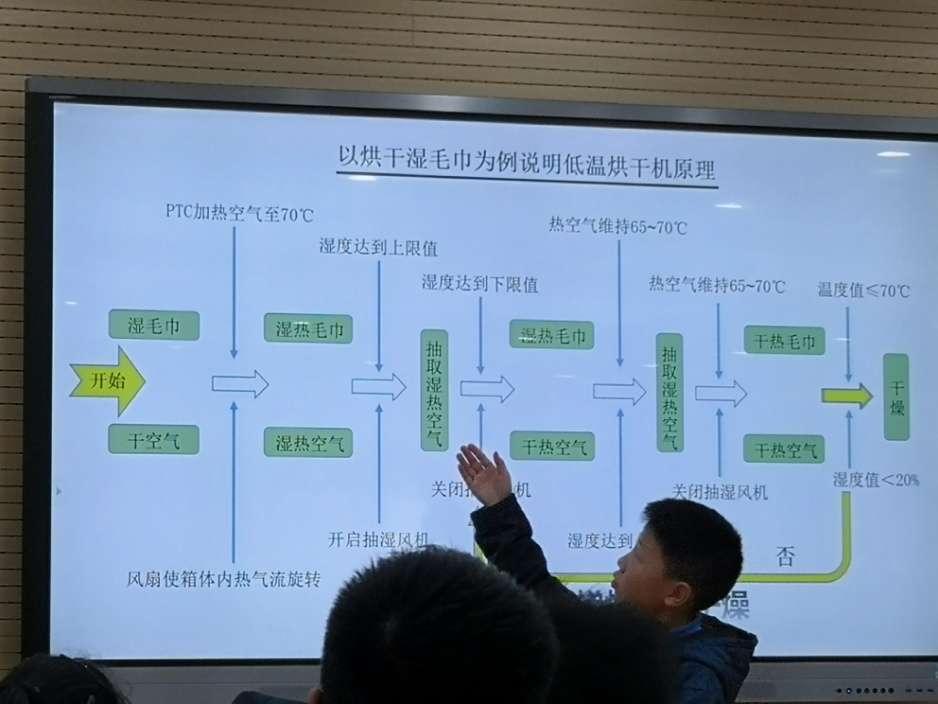 以烘干湿毛巾为例说明低温烘干机原理
PTC加热空气至70℃
湿度达到上限值
湿度达到下限值
热空气维持65~70℃
热空气维持65~70℃
温度值≤70℃
湿毛巾
湿热毛巾
湿热毛巾
干热毛巾
开始
抽取湿热空气
抽取湿热空气
干燥
干空气
湿热空气
干热空气
干热空气
关闭抽
机
关闭抽湿风机
湿度值<20%
开启抽湿风机
湿度达到
否
风扇使箱体内热气流旋转
燥